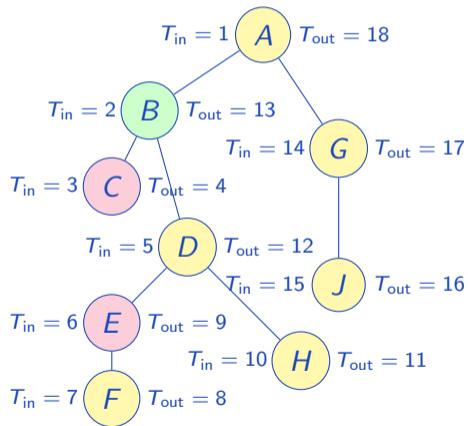 T_in = 1 A T_out = 18
T_in = 2 B T_out = 13
T_in = 14 G T_out = 17
T_in = 3 C T_out = 4
T_in = 5 D T_out = 12
T_in = 15 J T_out = 16
T_in = 6 E T_out = 9
T_in = 10 H T_out = 11
T_in = 7 F T_out = 8